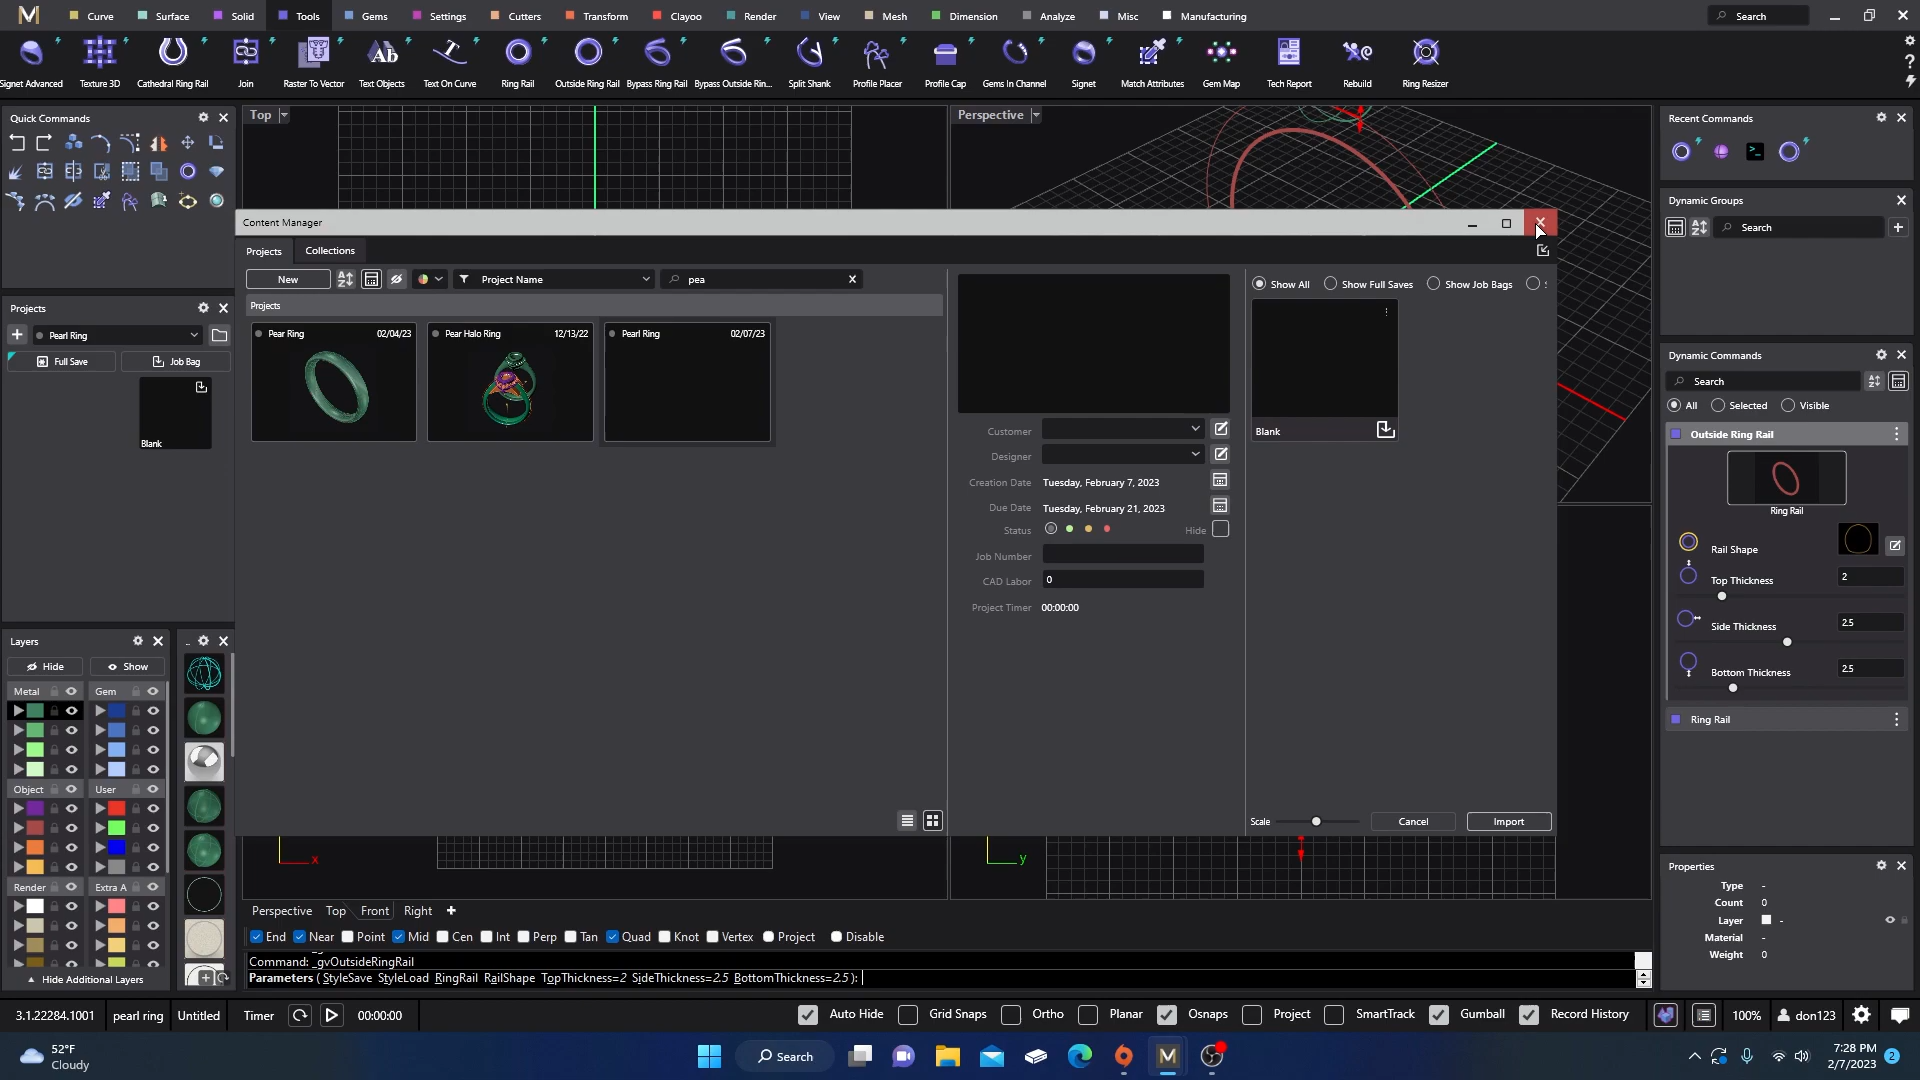 Curve Surface Solid Tools Gems Settings Cutters Transform Clayoo Render View Mesh Dimension Analyze Misc Manufacturing Search
Signet Advanced Texture 3D Cathedral Ring Rail Join Raster To Vector Text Objects Text On Curve Ring Rail Outside Ring Rail Bypass Ring Rail Bypass Outside Rin... Split Shank Profile Placer Profile Cap Gems In Channel Signet Match Attributes Gem Map Tech Report Rebuild Ring Resizer
Quick Commands
Top
Perspective
Recent Commands
Dynamic Groups
Search
Content Manager
Projects Collections
New
Project Name
pea
Projects
Pear Ring 02/04/23
Pear Halo Ring 12/13/22
Pearl Ring 02/07/23
Show All Show Full Saves Show Job Bags
Blank
Customer
Designer
Creation Date Tuesday, February 7, 2023
Due Date Tuesday, February 21, 2023
Status Hide
Job Number
CAD Labor 0
Project Timer 00:00:00
Scale Cancel Import
Projects
Pearl Ring
Full Save Job Bag
Blank
Layers
Hide Show
Metal Gem
Object User
Render Extra A
Hide Additional Layers
Dynamic Commands
Search
All Selected Visible
Outside Ring Rail
Ring Rail
Rail Shape
Top Thickness 2
Side Thickness 2.5
Bottom Thickness 2.5
Ring Rail
Properties
Type -
Count 0
Layer -
Material -
Weight 0
x
y
Perspective Top Front Right
End Near Point Mid Cen Int Perp Tan Quad Knot Vertex Project Disable
Command: _gvOutsideRingRail
Parameters ( StyleSave StyleLoad RingRail RailShape TopThickness=2 SideThickness=2.5 BottomThickness=2.5 ):
3.1.22284.1001 pearl ring Untitled Timer 00:00:00 Auto Hide Grid Snaps Ortho Planar Osnaps Project SmartTrack Gumball Record History 100% don123
52°F
Cloudy
Search
7:28 PM
2/7/2023
2